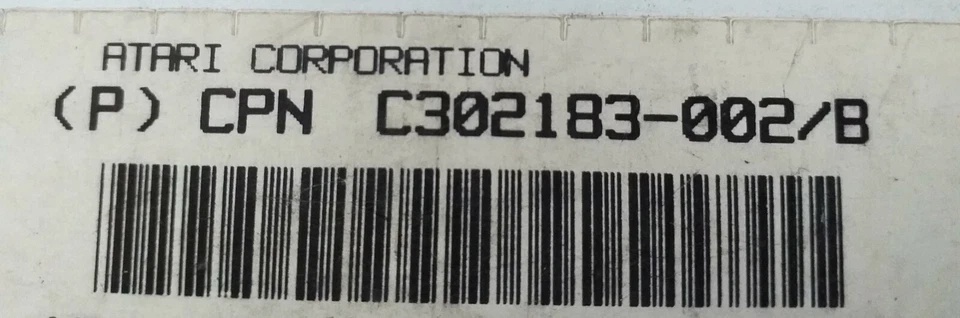 ATARI CORPORATION
(P) CPN C302183-002/B